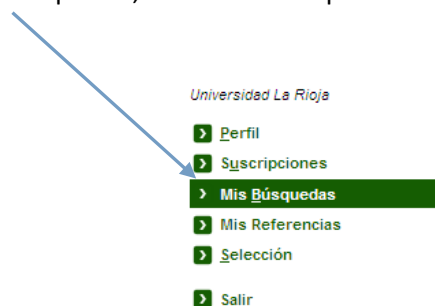 Universidad La Rioja
Perfil
Suscripciones
Mis Búsquedas
Mis Referencias
Selección
Salir